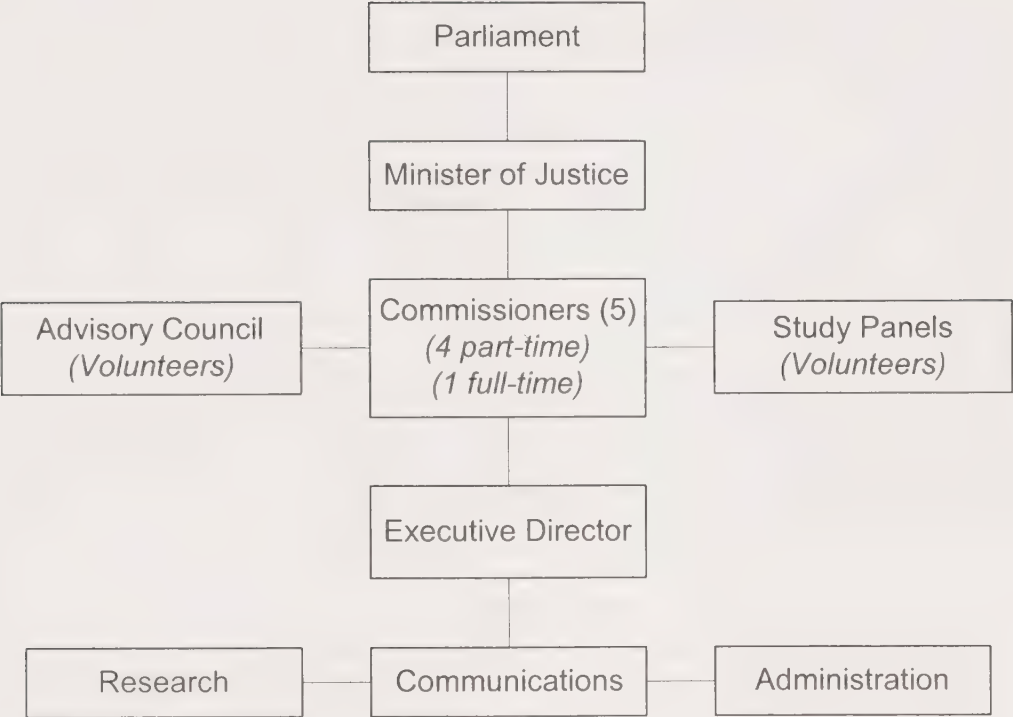 Parliament
Minister of Justice
Advisory Council
(Volunteers)
Commissioners (5)
(4 part-time)
(1 full-time)
Study Panels
(Volunteers)
Executive Director
Research
Communications
Administration